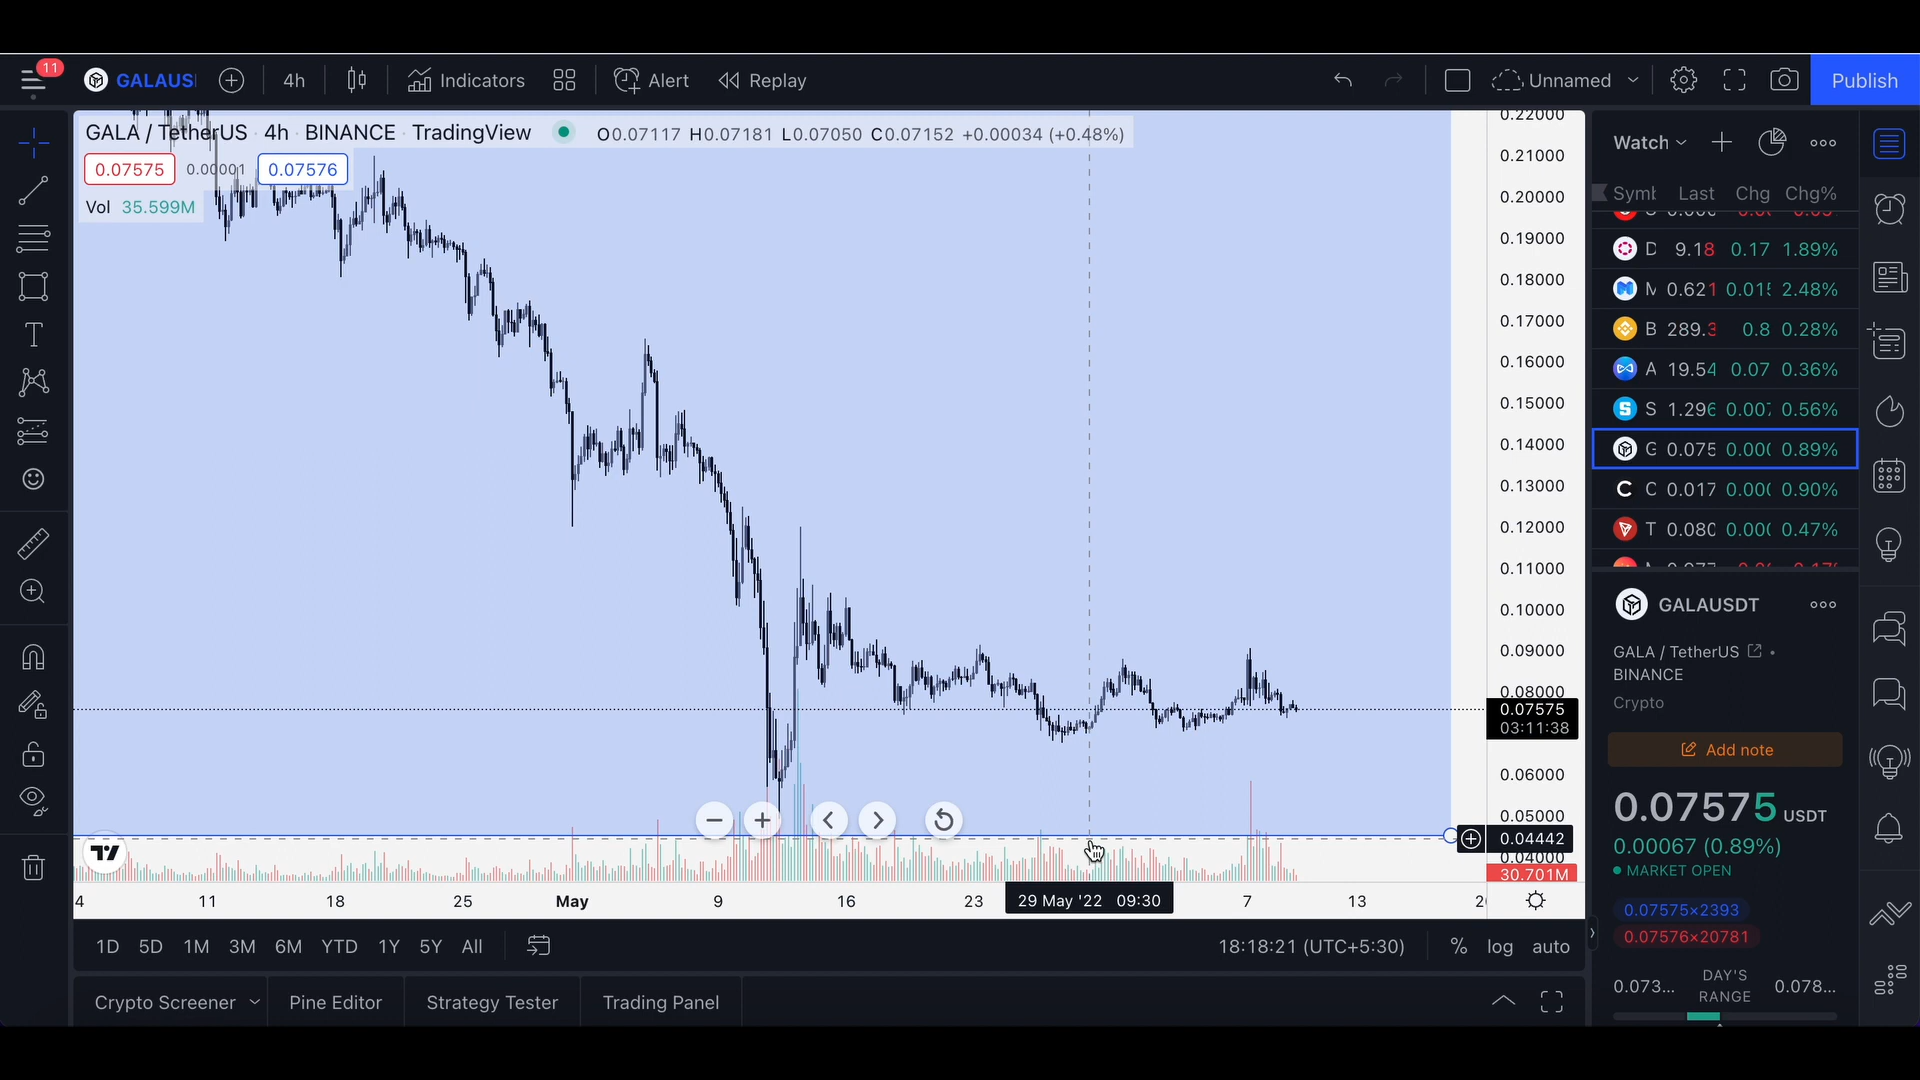 11
GALAUS
4h
Indicators
Alert
Replay
Unnamed
Publish
GALA / TetherUS · 4h · BINANCE · TradingView
O0.07117 H0.07181 L0.07050 C0.07152 +0.00034 (+0.48%)
0.07575 0.00001 0.07576
Vol 35.599M
0.22000
0.21000
0.20000
0.19000
0.18000
0.17000
0.16000
0.15000
0.14000
0.13000
0.12000
0.11000
0.10000
0.09000
0.08000
0.07575
03:11:38
0.06000
0.05000
0.04442
0.04000
30.701M
4 11 18 25 May 9 16 23 29 May '22 09:30 7 13
1D 5D 1M 3M 6M YTD 1Y 5Y All
18:18:21 (UTC+5:30) % log auto
Crypto Screener Pine Editor Strategy Tester Trading Panel
Watch
Symb Last Chg Chg%
D 9.18 0.17 1.89%
M 0.621 0.015 2.48%
B 289.3 0.8 0.28%
A 19.54 0.07 0.36%
S 1.296 0.007 0.56%
G 0.075 0.000 0.89%
C 0.017 0.000 0.90%
T 0.080 0.000 0.47%
GALAUSDT
GALA / TetherUS •
BINANCE
Crypto
Add note
0.07575 USDT
0.00067 (0.89%)
MARKET OPEN
0.07575×2393
0.07576×20781
0.073... DAY'S RANGE 0.078...